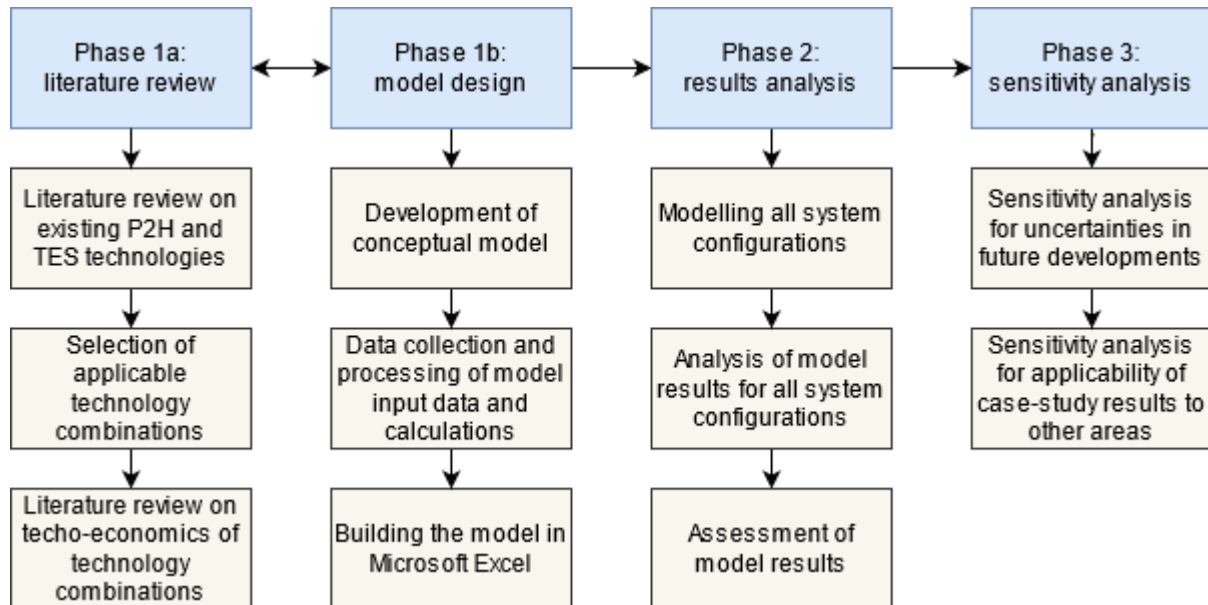 Phase 1a:
literature review
Phase 1b:
model design
Phase 2:
results analysis
Phase 3:
sensitivity analysis
Literature review on
existing P2H and
TES technologies
Development of
conceptual model
Modelling all system
configurations
Sensitivity analysis
for uncertainties in
future developments
Selection of
applicable
technology
combinations
Data collection and
processing of model
input data and
calculations
Analysis of model
results for all system
configurations
Sensitivity analysis
for applicability of
case-study results to
other areas
Literature review on
techo-economics of
technology
combinations
Building the model in
Microsoft Excel
Assessment of
model results